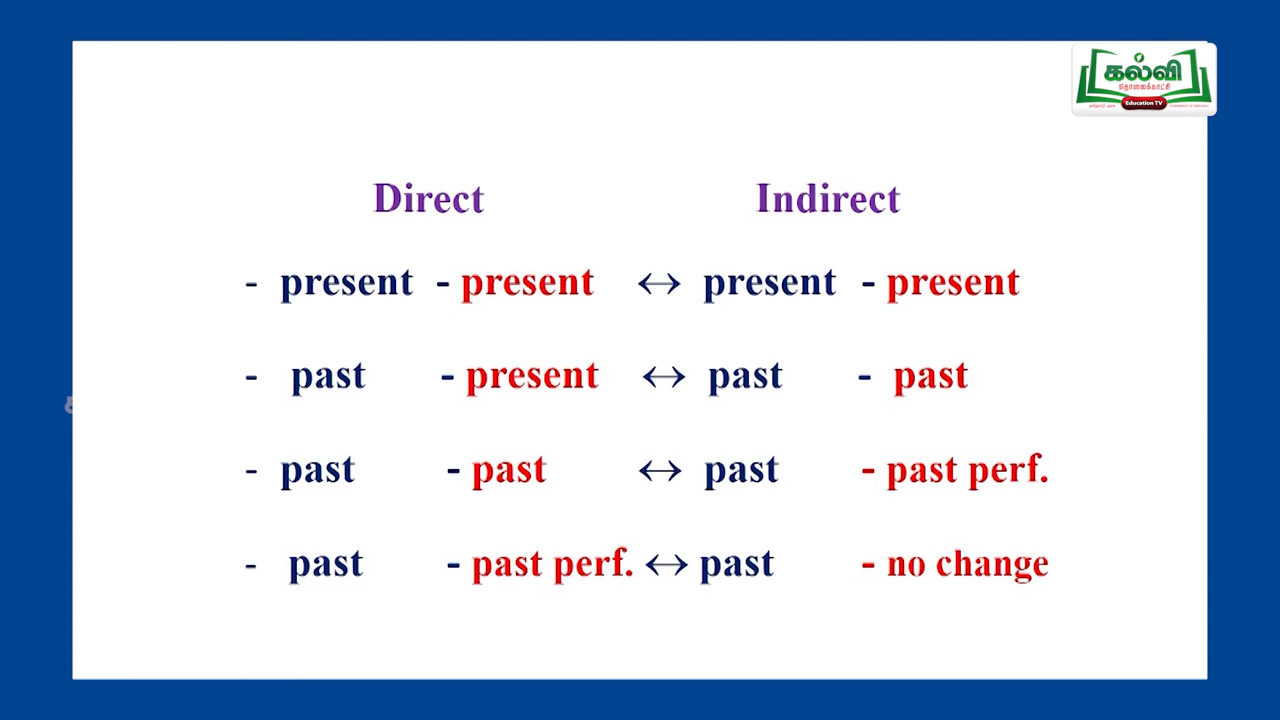 கல்வி
தொலைக்காட்சி
Education TV
Direct Indirect
- present - present ↔ present - present
- past - present ↔ past - past
- past - past ↔ past - past perf.
- past - past perf. ↔ past - no change